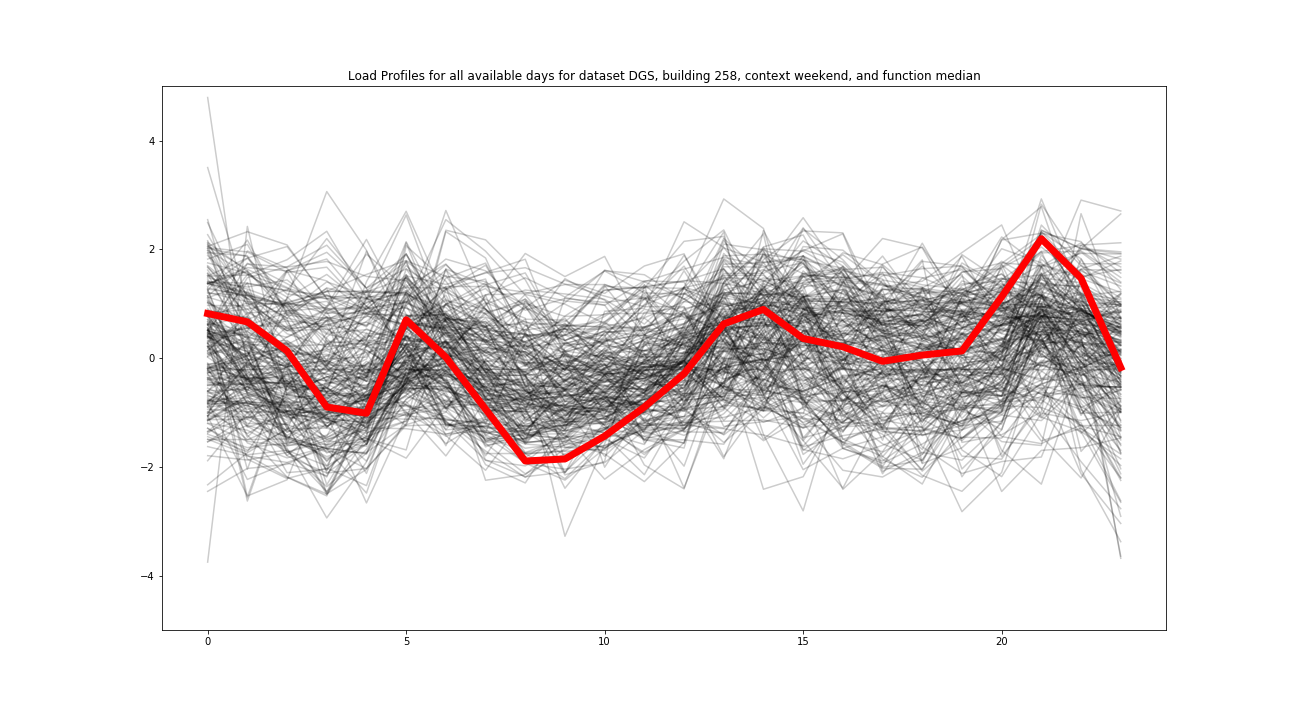 Load Profiles for all available days for dataset DGS, building 258, context weekend, and function median
4
2
0
−2
−4
0 5 10 15 20